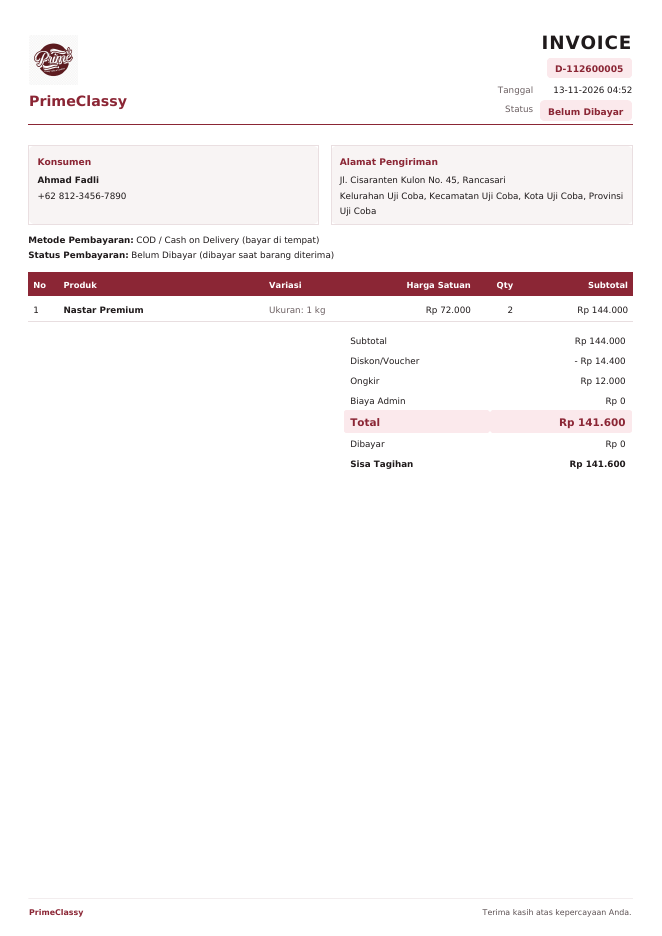 Prime
INVOICE
D-112600005
PrimeClassy
Tanggal 13-11-2026 04:52
Status Belum Dibayar
Konsumen
Ahmad Fadli
+62 812-3456-7890
Alamat Pengiriman
Jl. Cisaranten Kulon No. 45, Rancasari
Kelurahan Uji Coba, Kecamatan Uji Coba, Kota Uji Coba, Provinsi
Uji Coba
Metode Pembayaran: COD / Cash on Delivery (bayar di tempat)
Status Pembayaran: Belum Dibayar (dibayar saat barang diterima)
No Produk Variasi Harga Satuan Qty Subtotal
1 Nastar Premium Ukuran: 1 kg Rp 72.000 2 Rp 144.000
Subtotal Rp 144.000
Diskon/Voucher - Rp 14.400
Ongkir Rp 12.000
Biaya Admin Rp 0
Total Rp 141.600
Dibayar Rp 0
Sisa Tagihan Rp 141.600
PrimeClassy Terima kasih atas kepercayaan Anda.